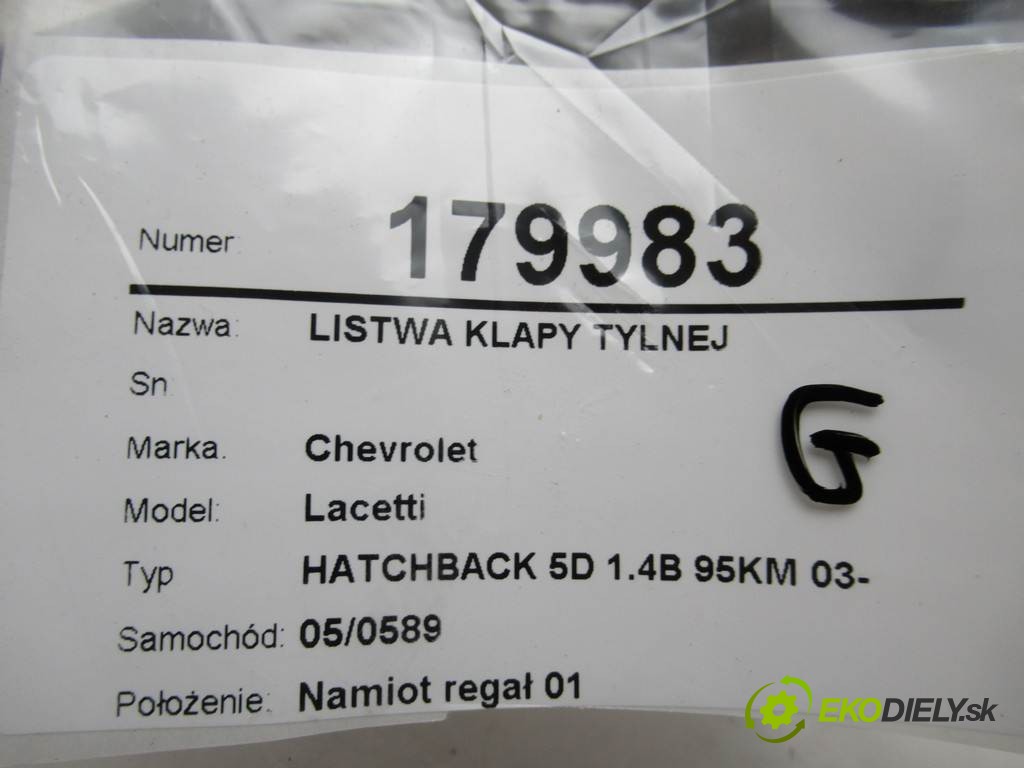 Numer: 179983
Nazwa: LISTWA KLAPY TYLNEJ
Sn
Marka: Chevrolet
Model: Lacetti
Typ HATCHBACK 5D 1.4B 95KM 03-
Samochód: 05/0589
Położenie: Namiot regał 01
G
EKODIELY.sk